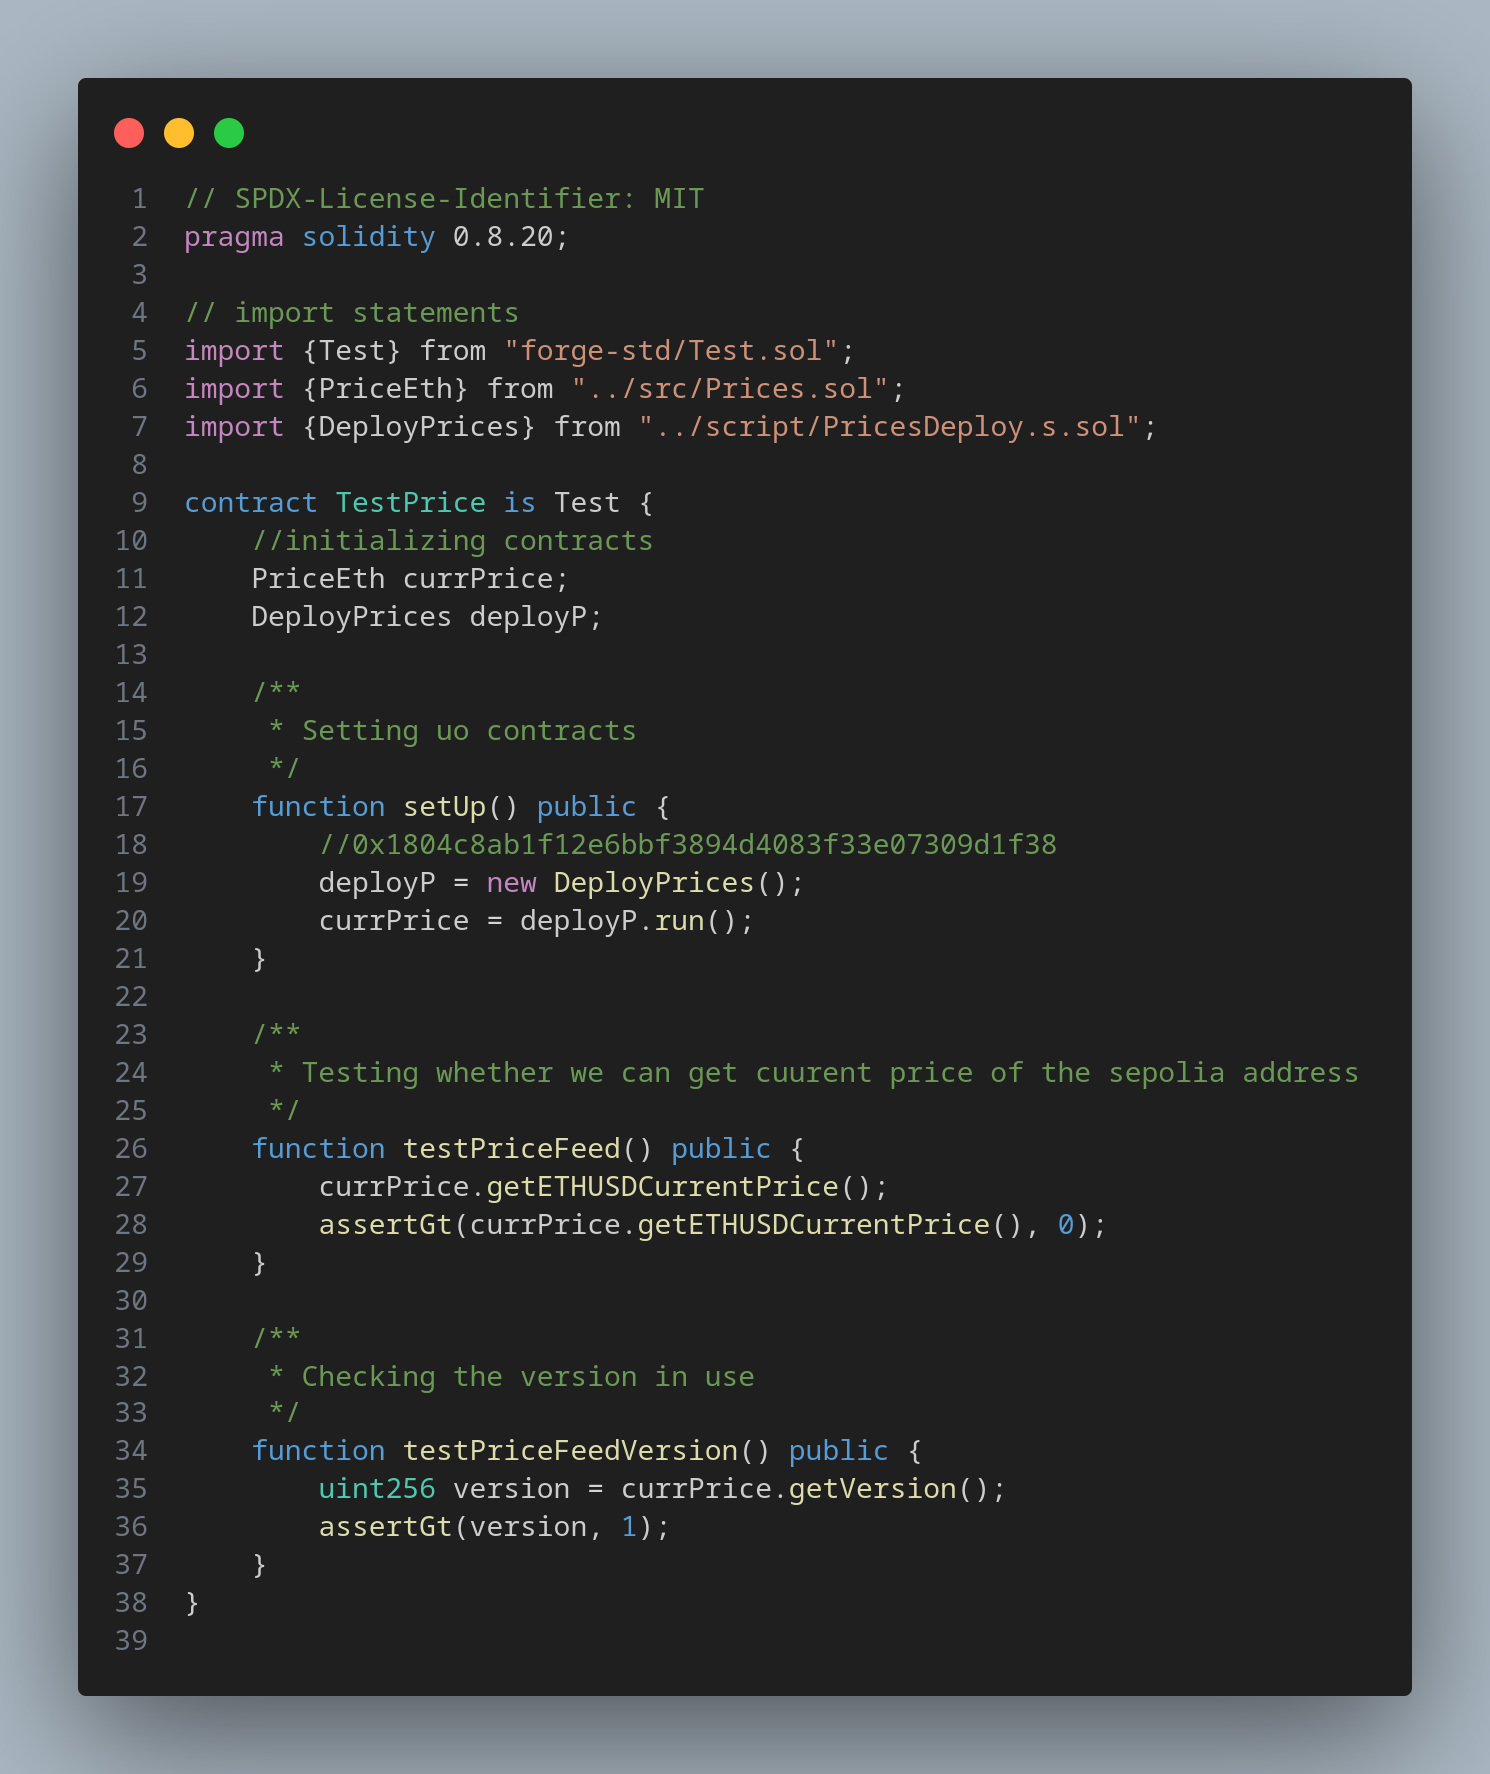 1 // SPDX-License-Identifier: MIT
2 pragma solidity 0.8.20;
3
4 // import statements
5 import {Test} from "forge-std/Test.sol";
6 import {PriceEth} from "../src/Prices.sol";
7 import {DeployPrices} from "../script/PricesDeploy.s.sol";
8
9 contract TestPrice is Test {
10     //initializing contracts
11     PriceEth currPrice;
12     DeployPrices deployP;
13
14     /**
15      * Setting uo contracts
16      */
17     function setUp() public {
18         //0x1804c8ab1f12e6bbf3894d4083f33e07309d1f38
19         deployP = new DeployPrices();
20         currPrice = deployP.run();
21     }
22
23     /**
24      * Testing whether we can get cuurent price of the sepolia address
25      */
26     function testPriceFeed() public {
27         currPrice.getETHUSDCurrentPrice();
28         assertGt(currPrice.getETHUSDCurrentPrice(), 0);
29     }
30
31     /**
32      * Checking the version in use
33      */
34     function testPriceFeedVersion() public {
35         uint256 version = currPrice.getVersion();
36         assertGt(version, 1);
37     }
38 }
39